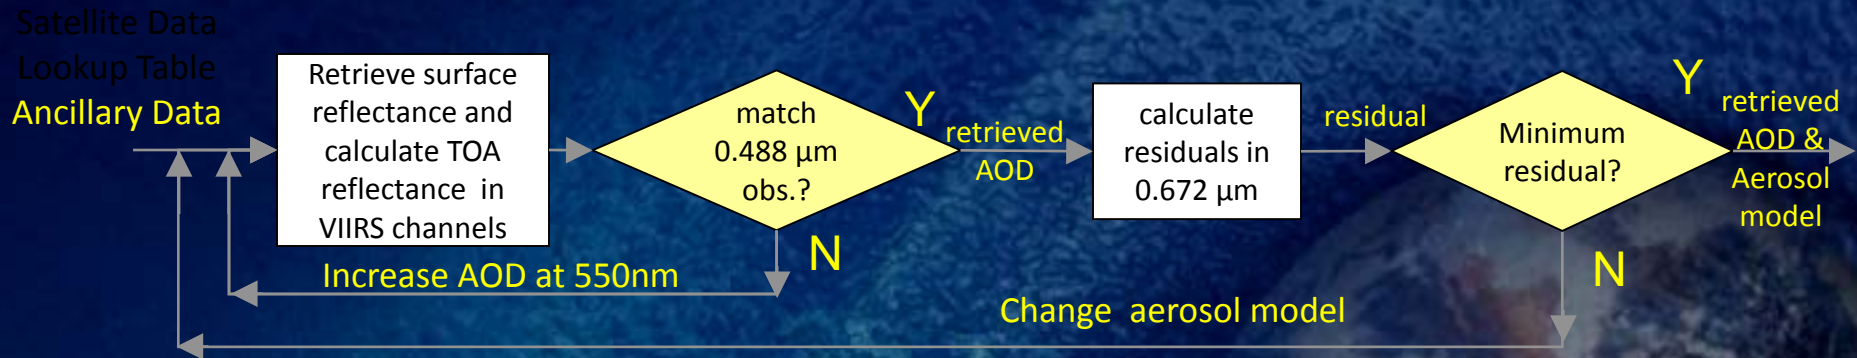 Satellite Data
Lookup Table
Ancillary Data
Retrieve surface
reflectance and
calculate TOA
reflectance in
VIIRS channels
match
0.488 µm
obs.?
Y
retrieved
AOD
N
Increase AOD at 550nm
calculate
residuals in
0.672 µm
residual
Minimum
residual?
Y
retrieved
AOD &
Aerosol
model
N
Change aerosol model